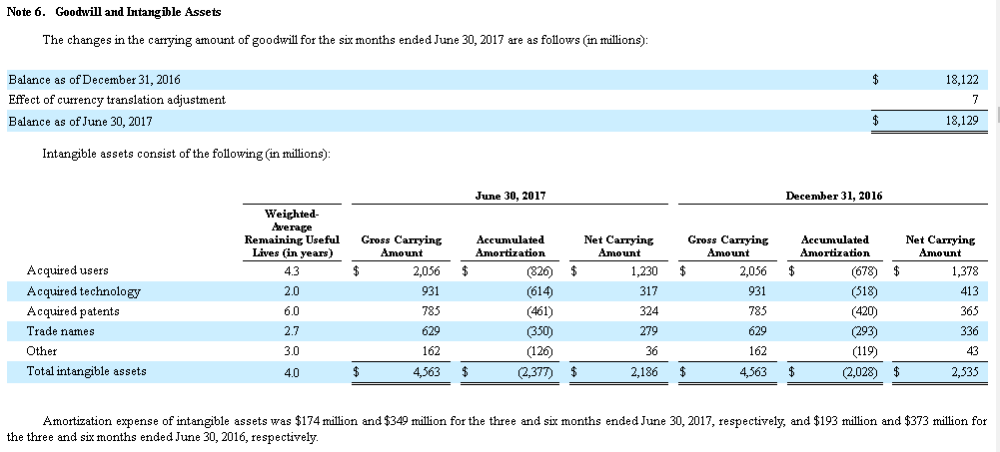 Note 6. Goodwill and Intangible Assets
The changes in the carrying amount of goodwill for the six months ended June 30, 2017 are as follows (in millions):
Balance as of December 31, 2016 $ 18,122
Effect of currency translation adjustment 7
Balance as of June 30, 2017 $ 18,129
Intangible assets consist of the following (in millions):
June 30, 2017 December 31, 2016
Weighted-
Average
Remaining Useful Gross Carrying Accumulated Net Carrying Gross Carrying Accumulated Net Carrying
Lives (in years) Amount Amortization Amount Amount Amortization Amount
Acquired users 4.3 $ 2,056 $ (826) $ 1,230 $ 2,056 $ (678) $ 1,378
Acquired technology 2.0 931 (614) 317 931 (518) 413
Acquired patents 6.0 785 (461) 324 785 (420) 365
Trade names 2.7 629 (350) 279 629 (293) 336
Other 3.0 162 (126) 36 162 (119) 43
Total intangible assets 4.0 $ 4,563 $ (2,377) $ 2,186 $ 4,563 $ (2,028) $ 2,535
Amortization expense of intangible assets was $174 million and $349 million for the three and six months ended June 30, 2017, respectively, and $193 million and $373 million for
the three and six months ended June 30, 2016, respectively.